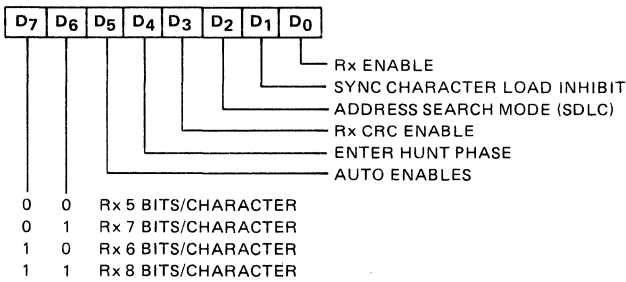 D7 D6 D5 D4 D3 D2 D1 D0
Rx ENABLE
SYNC CHARACTER LOAD INHIBIT
ADDRESS SEARCH MODE (SDLC)
Rx CRC ENABLE
ENTER HUNT PHASE
AUTO ENABLES
0 0 Rx 5 BITS/CHARACTER
0 1 Rx 7 BITS/CHARACTER
1 0 Rx 6 BITS/CHARACTER
1 1 Rx 8 BITS/CHARACTER